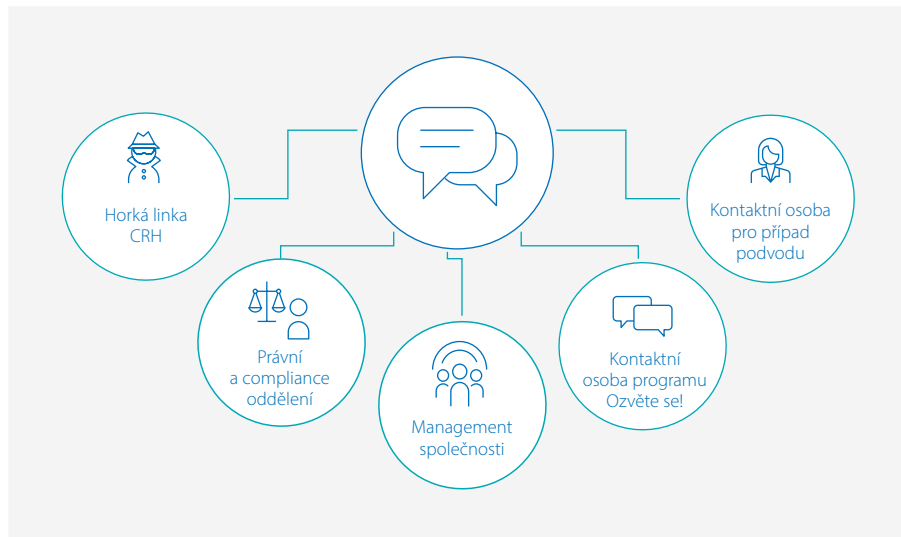 Horká linka
CRH
Právní
a compliance
oddělení
Management
společnosti
Kontaktní
osoba programu
Ozvěte se!
Kontaktní osoba
pro případ
podvodu